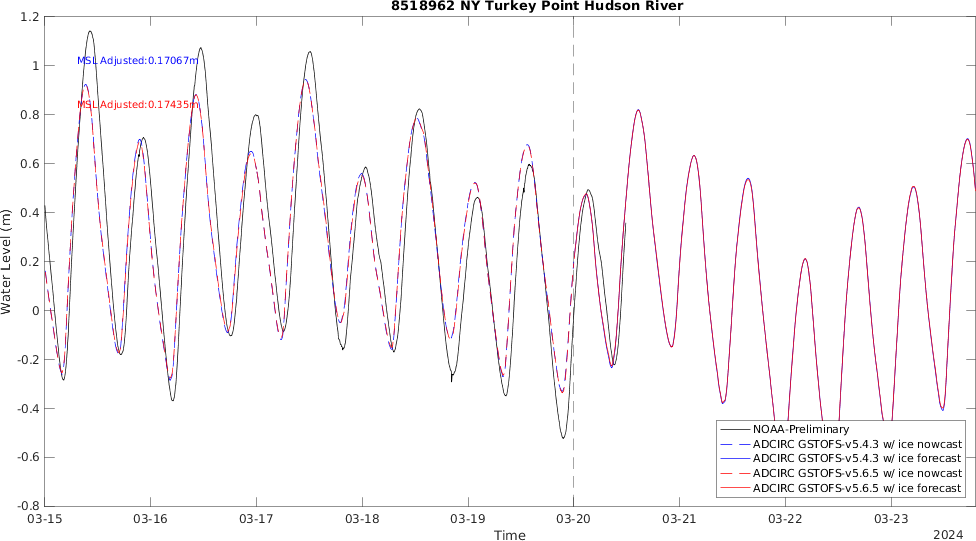 8518962 NY Turkey Point Hudson River
1.2
1
0.8
0.6
0.4
0.2
0
-0.2
-0.4
-0.6
-0.8
Water Level (m)
MSL Adjusted:0.17067m
MSL Adjusted:0.17435m
NOAA-Preliminary
ADCIRC GSTOFS-v5.4.3 w/ ice nowcast
ADCIRC GSTOFS-v5.4.3 w/ ice forecast
ADCIRC GSTOFS-v5.6.5 w/ ice nowcast
ADCIRC GSTOFS-v5.6.5 w/ ice forecast
03-15 03-16 03-17 03-18 03-19 03-20 03-21 03-22 03-23
Time
2024